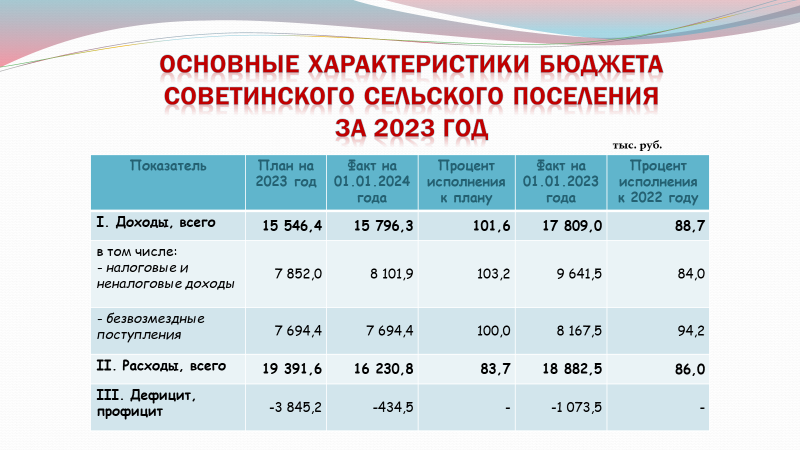 ОСНОВНЫЕ ХАРАКТЕРИСТИКИ БЮДЖЕТА
СОВЕТИНСКОГО СЕЛЬСКОГО ПОСЕЛЕНИЯ
ЗА 2023 ГОД
тыс. руб.
Показатель План на 2023 год Факт на 01.01.2024 года Процент исполнения к плану Факт на 01.01.2023 года Процент исполнения к 2022 году
I. Доходы, всего 15 546,4 15 796,3 101,6 17 809,0 88,7
в том числе:
- налоговые и
неналоговые доходы 7 852,0 8 101,9 103,2 9 641,5 84,0
- безвозмездные
поступления 7 694,4 7 694,4 100,0 8 167,5 94,2
II. Расходы, всего 19 391,6 16 230,8 83,7 18 882,5 86,0
III. Дефицит,
профицит -3 845,2 -434,5 - -1 073,5 -